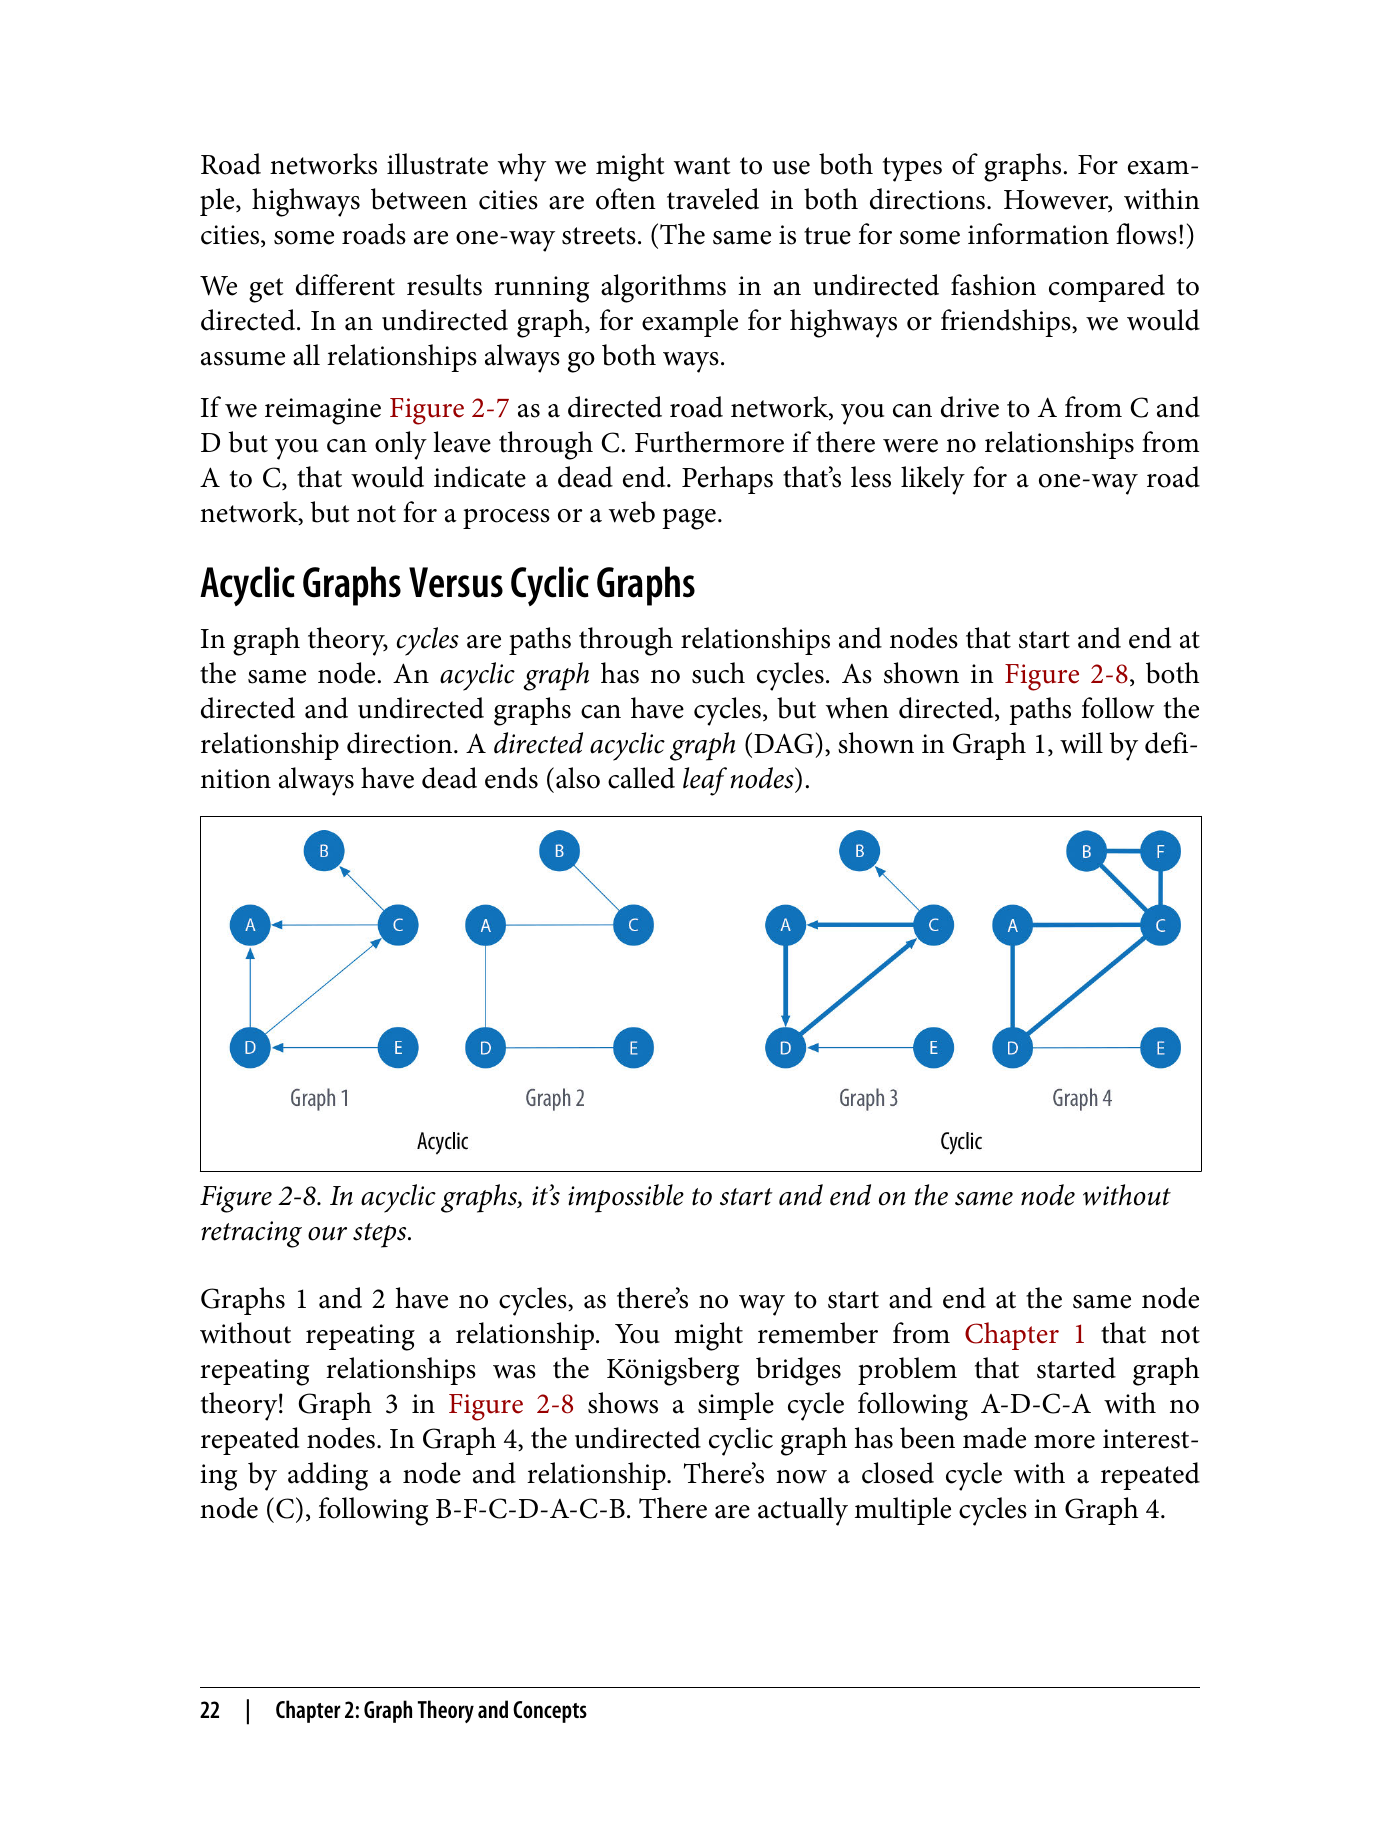 Road networks illustrate why we might want to use both types of graphs. For exam-
ple, highways between cities are often traveled in both directions. However, within
cities, some roads are one-way streets. (The same is true for some information flows!)
We get different results running algorithms in an undirected fashion compared to
directed. In an undirected graph, for example for highways or friendships, we would
assume all relationships always go both ways.
If we reimagine Figure 2-7 as a directed road network, you can drive to A from C and
D but you can only leave through C. Furthermore if there were no relationships from
A to C, that would indicate a dead end. Perhaps that’s less likely for a one-way road
network, but not for a process or a web page.
Acyclic Graphs Versus Cyclic Graphs
In graph theory, cycles are paths through relationships and nodes that start and end at
the same node. An acyclic graph has no such cycles. As shown in Figure 2-8, both
directed and undirected graphs can have cycles, but when directed, paths follow the
relationship direction. A directed acyclic graph (DAG), shown in Graph 1, will by defi-
nition always have dead ends (also called leaf nodes).
B B B B F
A C A C A C A C
D E D E D E D E
Graph 1 Graph 2 Graph 3 Graph 4
Acyclic Cyclic
Figure 2-8. In acyclic graphs, it’s impossible to start and end on the same node without
retracing our steps.
Graphs 1 and 2 have no cycles, as there’s no way to start and end at the same node
without repeating a relationship. You might remember from Chapter 1 that not
repeating relationships was the Königsberg bridges problem that started graph
theory! Graph 3 in Figure 2-8 shows a simple cycle following A-D-C-A with no
repeated nodes. In Graph 4, the undirected cyclic graph has been made more interest-
ing by adding a node and relationship. There’s now a closed cycle with a repeated
node (C), following B-F-C-D-A-C-B. There are actually multiple cycles in Graph 4.
22 | Chapter 2: Graph Theory and Concepts